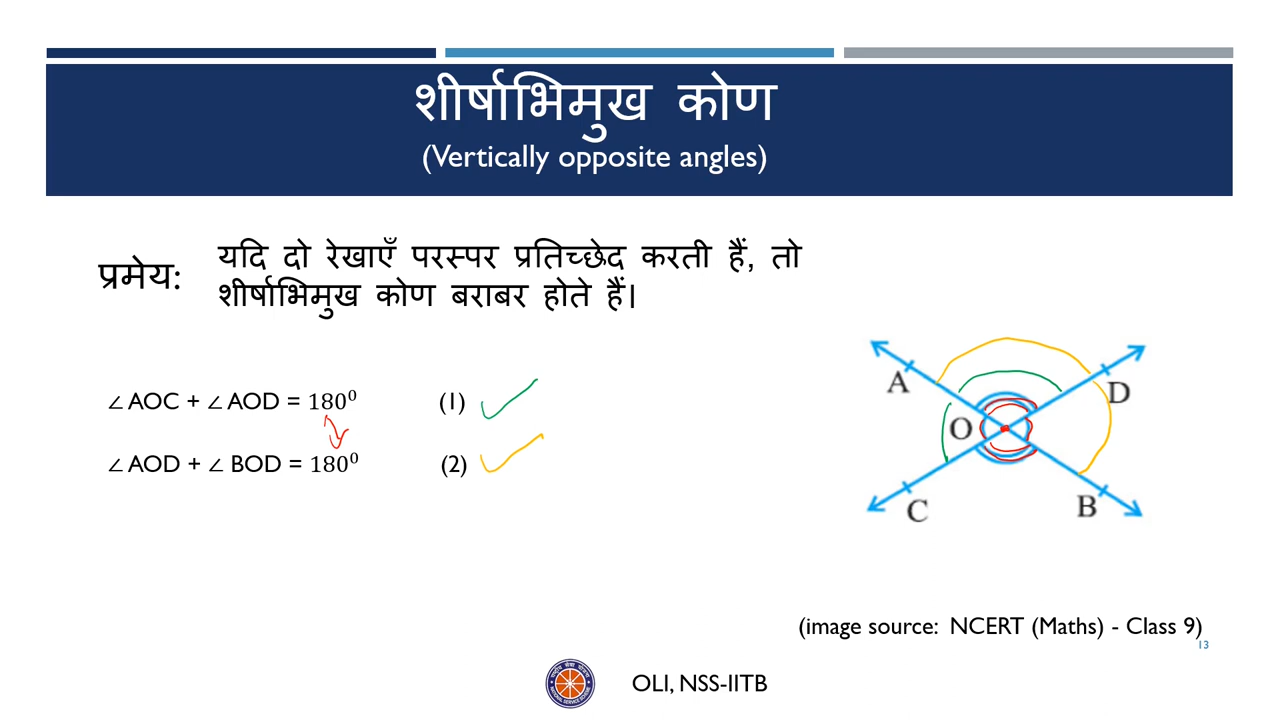 शीर्षाभिमुख कोण
(Vertically opposite angles)
प्रमेय:
यदि दो रेखाएँ परस्पर प्रतिच्छेद करती हैं, तो
शीर्षाभिमुख कोण बराबर होते हैं।
∠AOC + ∠AOD = 180⁰ (1)
∠AOD + ∠BOD = 180⁰ (2)
A
D
O
C
B
(image source: NCERT (Maths) - Class 9)
13
OLI, NSS-IITB